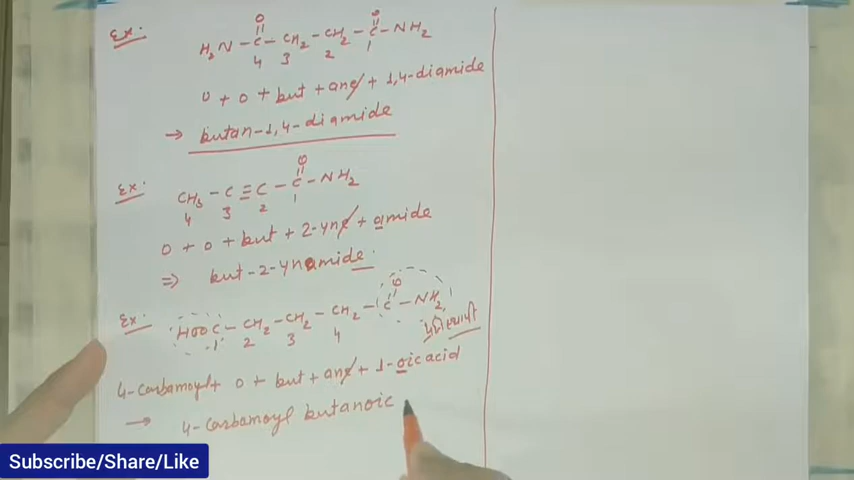 Ex:
H2N - C - CH2 - CH2 - C - NH2
O O
4 3 2 1
0 + 0 + but + ane + 1,4-diamide
→ butan-1,4-diamide
Ex:
O
CH3 - C ≡ C - C - NH2
4 3 2 1
0 + 0 + but + 2-yne + amide
⇒ but-2-ynamide.
Ex:
O
HOOC - CH2 - CH2 - CH2 - C - NH2
1 2 3 4
4-Carbamoyl + 0 + but + ane + 1-oic acid
→ 4-Carbamoyl butanoic
Subscribe/Share/Like